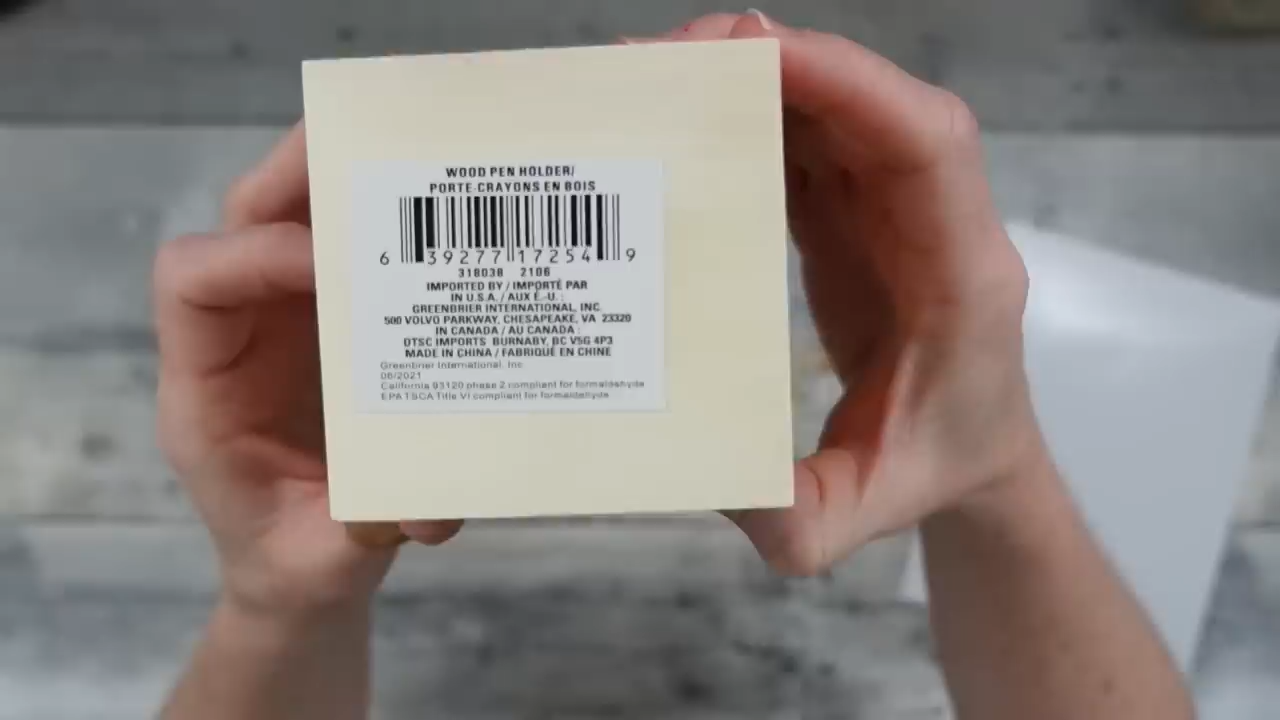 WOOD PEN HOLDER/
PORTE-CRAYONS EN BOIS
6 39277 17254 9
318038 2106
IMPORTED BY / IMPORTÉ PAR
IN U.S.A. / AUX É.-U. :
GREENBRIER INTERNATIONAL, INC.
500 VOLVO PARKWAY, CHESAPEAKE, VA 23320
IN CANADA / AU CANADA :
DTSC IMPORTS BURNABY, BC V5G 4P3
MADE IN CHINA / FABRIQUÉ EN CHINE
Greenbrier International, Inc
06/2021
California 93120 phase 2 compliant for formaldehyde
EPA TSCA Title VI compliant for formaldehyde